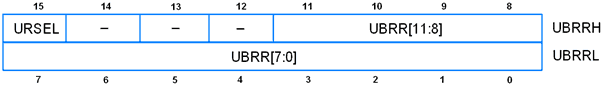 15 14 13 12 11 10 9 8
URSEL – – – UBRR[11:8] UBRRH
UBRR[7:0] UBRRL
7 6 5 4 3 2 1 0